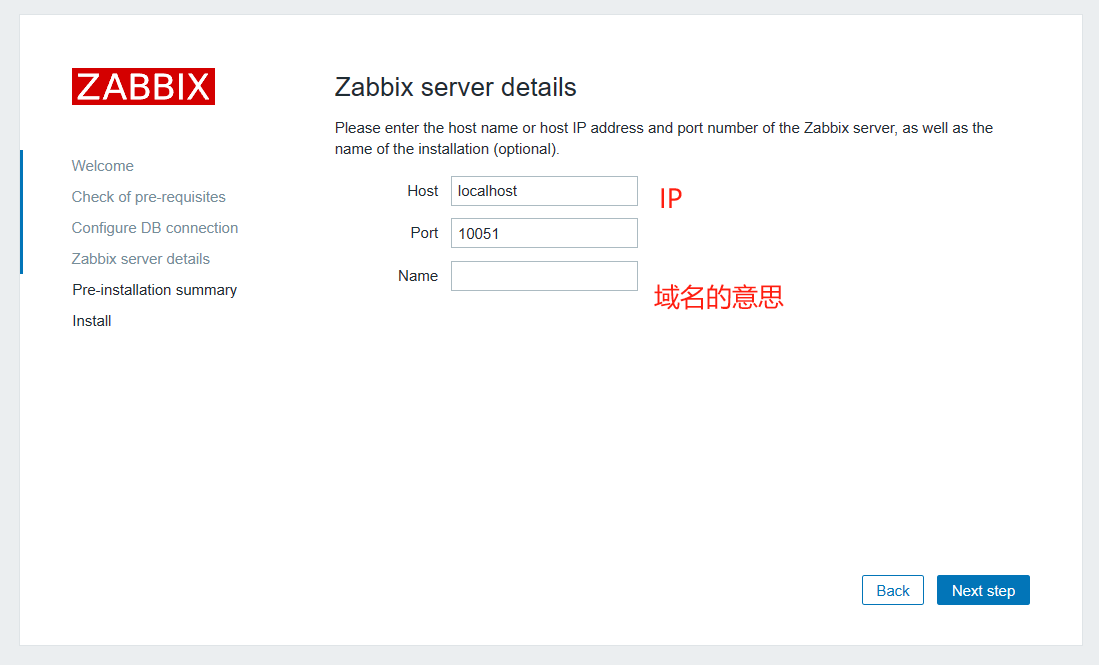 ZABBIX
Welcome
Check of pre-requisites
Configure DB connection
Zabbix server details
Pre-installation summary
Install
Zabbix server details
Please enter the host name or host IP address and port number of the Zabbix server, as well as the
name of the installation (optional).
Host localhost IP
Port 10051
Name
域名的意思
Back Next step